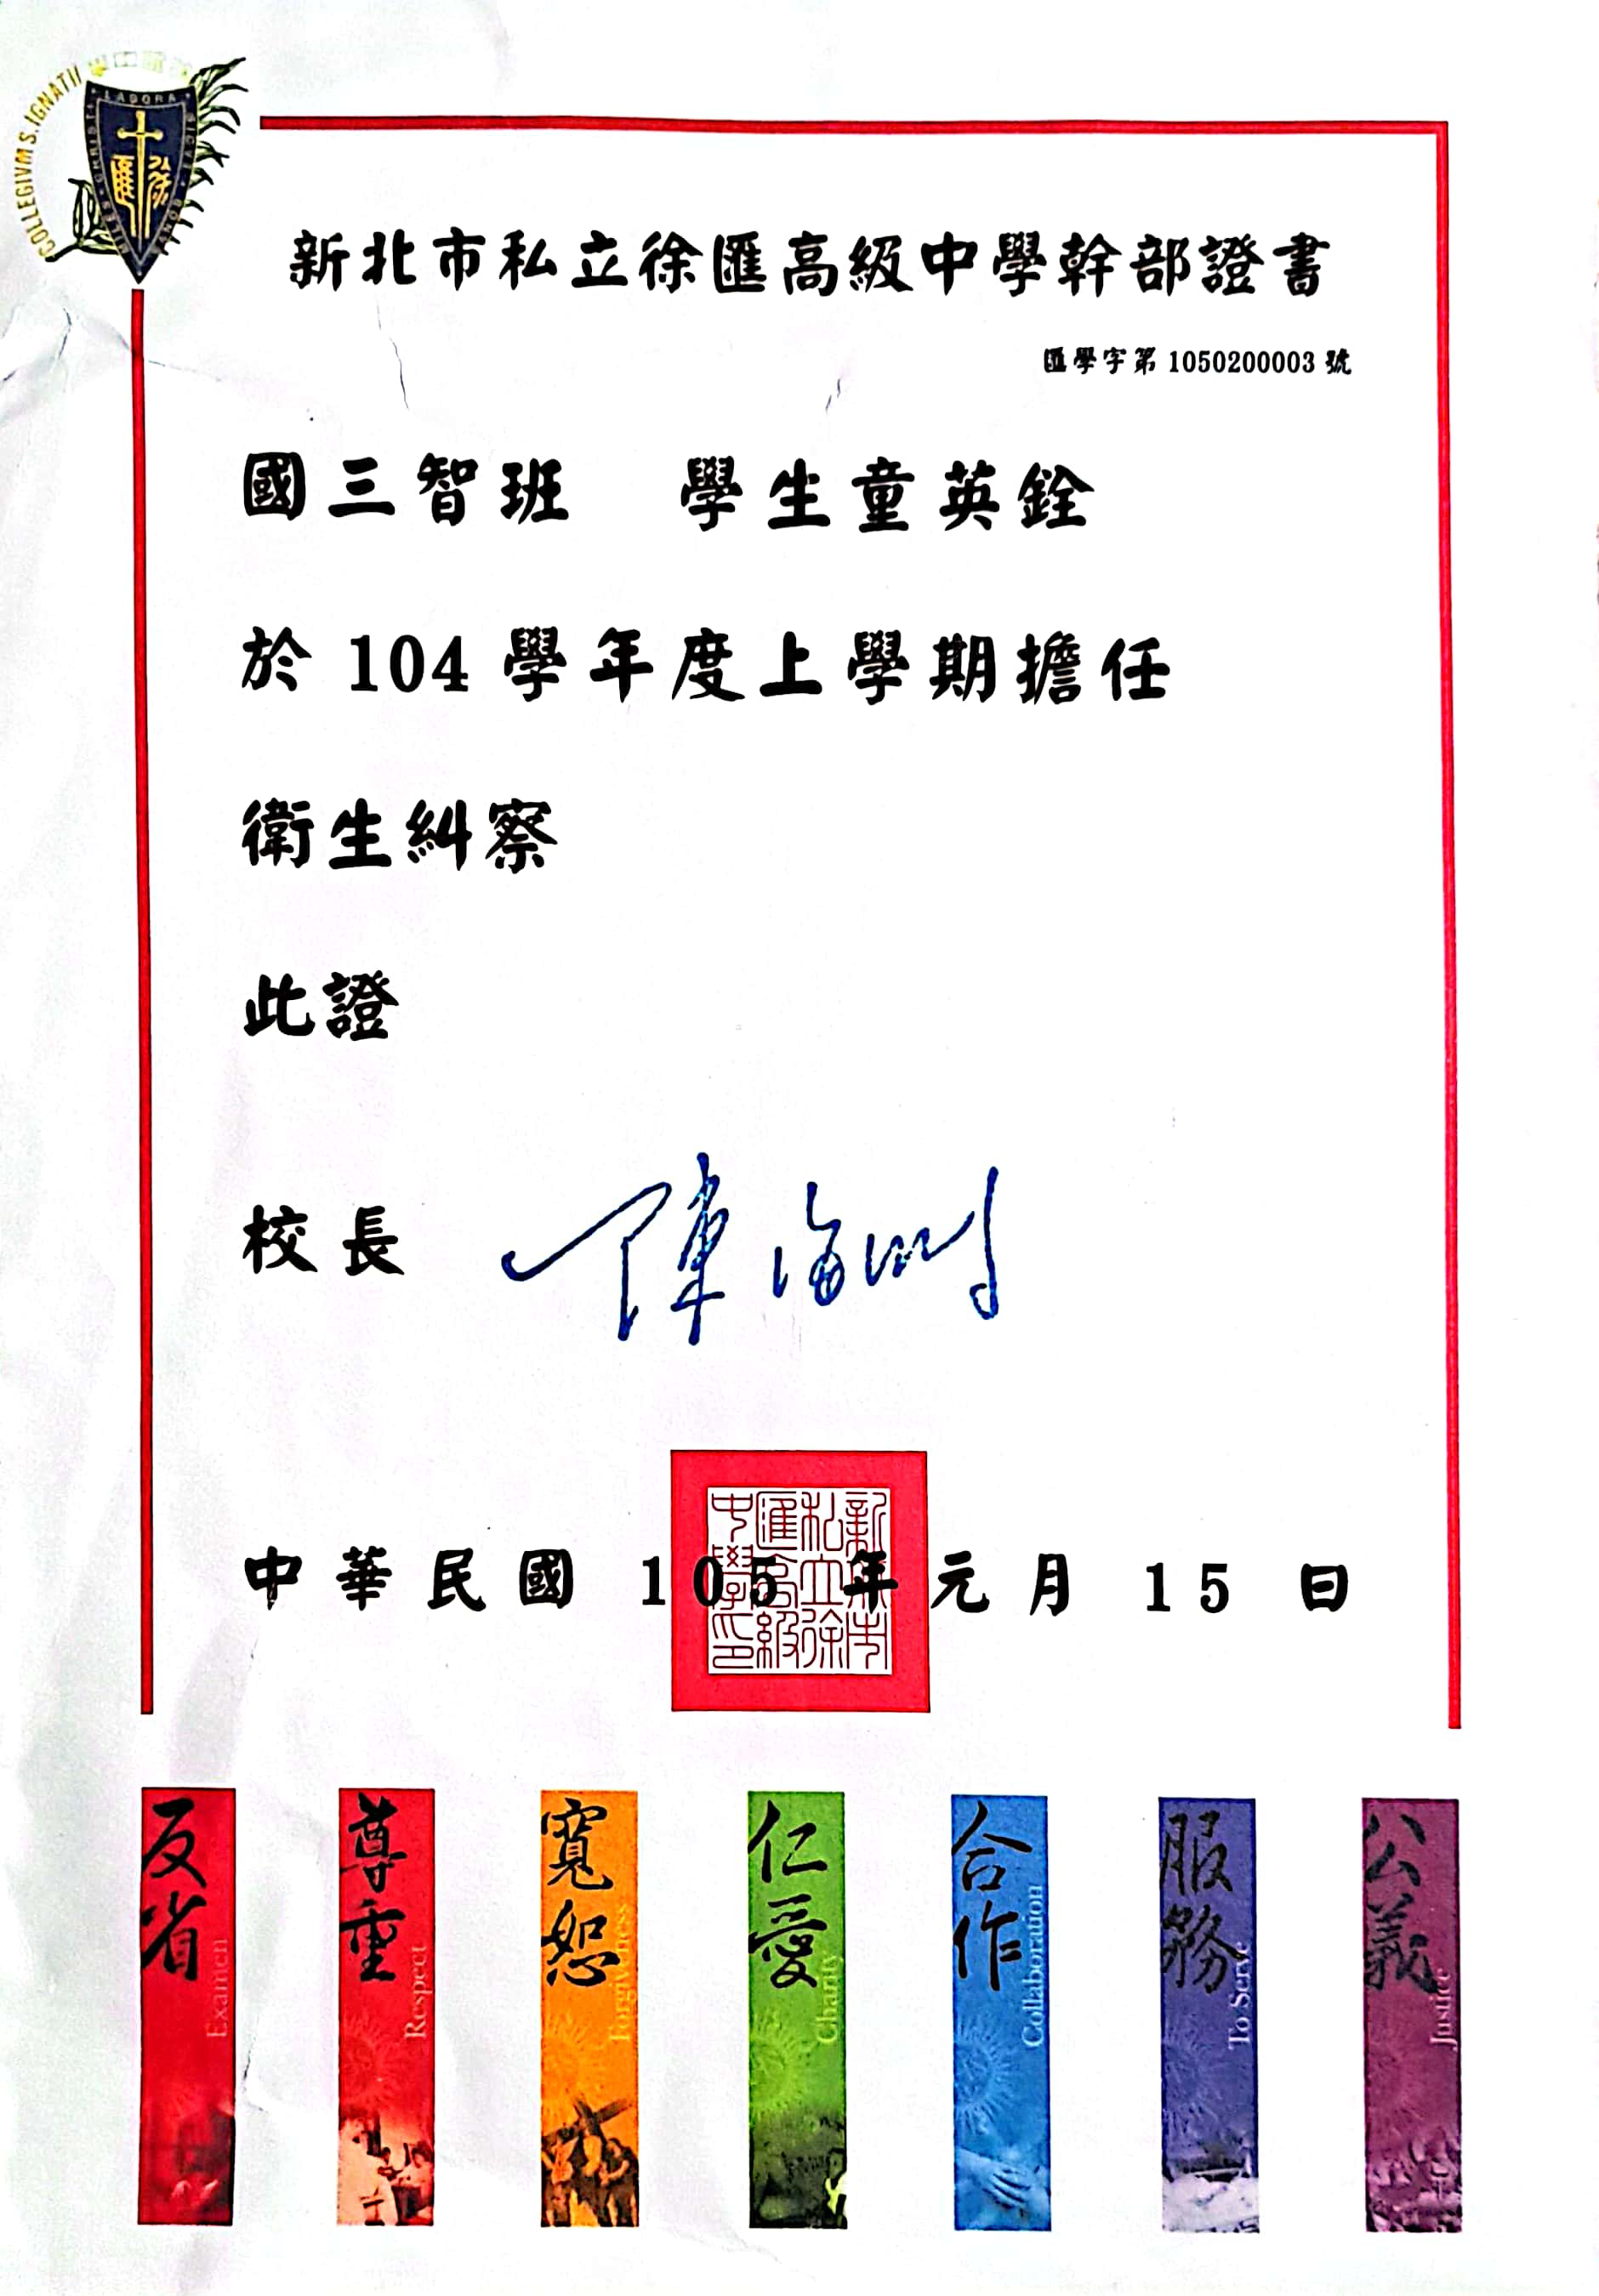 COLLEGIVM S. IGNATII
LABORA
匯 徐
新北市私立徐匯高級中學幹部證書
匯學字第 1050200003 號
國三智班 學生童英銓
於 104 學年度上學期擔任
衛生糾察
此證
校長
中華民國 105 年元月 15 日
新北市私立徐匯高級中學印
反省 Examen
尊重 Respect
寬恕 Forgiveness
仁愛 Charity
合作 Collaboration
服務 To Serve
公義 Justice